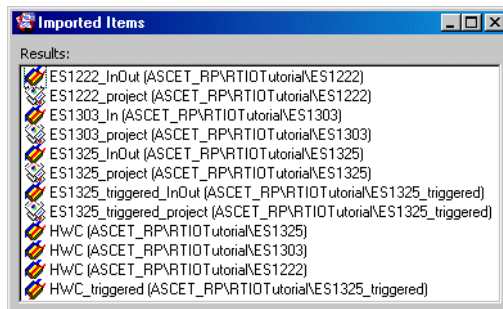 Imported Items
Results:
ES1222_InOut (ASCET_RP\RTIOTutorial\ES1222)
ES1222_project (ASCET_RP\RTIOTutorial\ES1222)
ES1303_In (ASCET_RP\RTIOTutorial\ES1303)
ES1303_project (ASCET_RP\RTIOTutorial\ES1303)
ES1325_InOut (ASCET_RP\RTIOTutorial\ES1325)
ES1325_project (ASCET_RP\RTIOTutorial\ES1325)
ES1325_triggered_InOut (ASCET_RP\RTIOTutorial\ES1325_triggered)
ES1325_triggered_project (ASCET_RP\RTIOTutorial\ES1325_triggered)
HWC (ASCET_RP\RTIOTutorial\ES1325)
HWC (ASCET_RP\RTIOTutorial\ES1303)
HWC (ASCET_RP\RTIOTutorial\ES1222)
HWC_triggered (ASCET_RP\RTIOTutorial\ES1325_triggered)